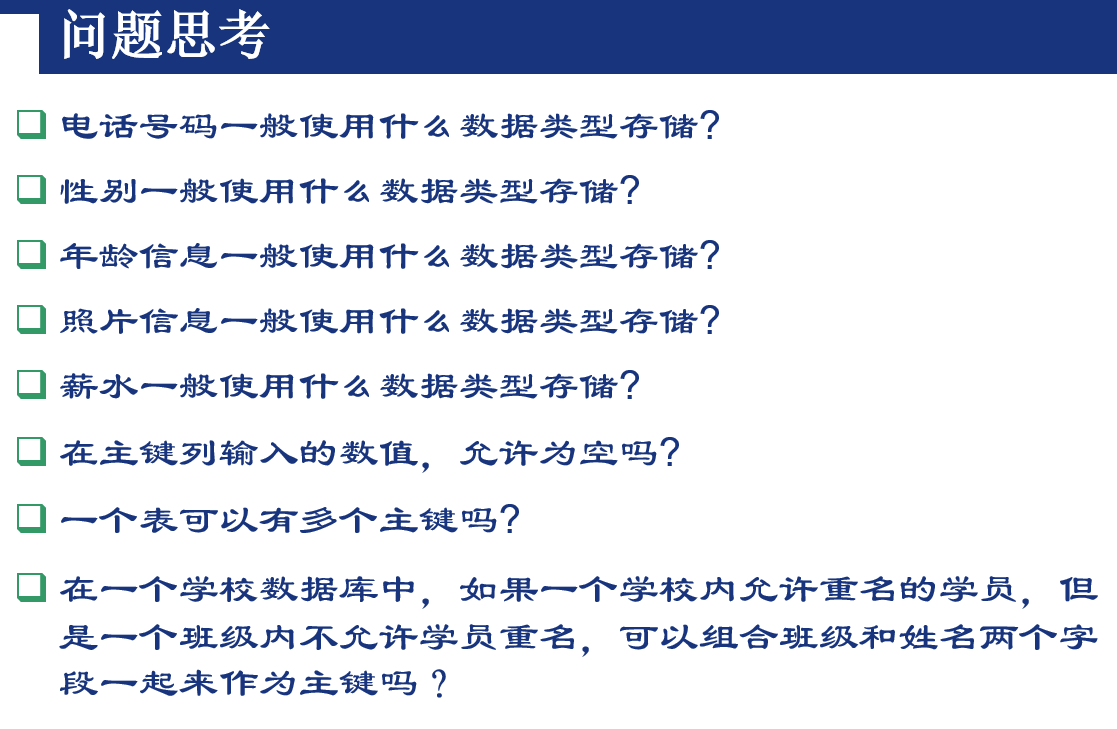 问题思考
电话号码一般使用什么数据类型存储?
性别一般使用什么数据类型存储?
年龄信息一般使用什么数据类型存储?
照片信息一般使用什么数据类型存储?
薪水一般使用什么数据类型存储?
在主键列输入的数值，允许为空吗?
一个表可以有多个主键吗?
在一个学校数据库中，如果一个学校内允许重名的学员，但
是一个班级内不允许学员重名，可以组合班级和姓名两个字
段一起来作为主键吗？